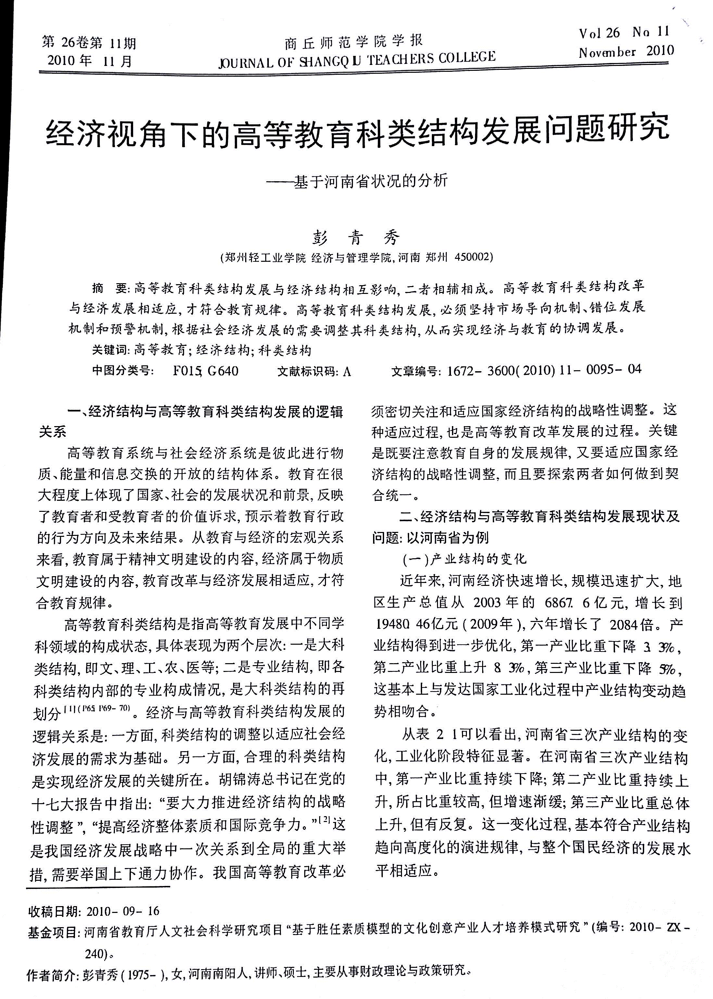 第 26卷第 11期
2010 年 11 月
商 丘 师 范 学 院 学 报
JOURNAL OF SHANGQIU TEACHERS COLLEGE
Vol 26 No 11
November 2010
经济视角下的高等教育科类结构发展问题研究
——基于河南省状况的分析
彭 青 秀
(郑州轻工业学院 经济与管理学院,河南 郑州 450002)
摘 要:高等教育科类结构发展与经济结构相互影响,二者相辅相成。高等教育科类结构改革
与经济发展相适应,才符合教育规律。高等教育科类结构发展,必须坚持市场导向机制、错位发展
机制和预警机制,根据社会经济发展的需要调整其科类结构,从而实现经济与教育的协调发展。
关键词:高等教育;经济结构;科类结构
中图分类号: F015; G640 文献标识码: A 文章编号: 1672- 3600( 2010) 11- 0095- 04
一、经济结构与高等教育科类结构发展的逻辑
关系
高等教育系统与社会经济系统是彼此进行物
质、能量和信息交换的开放的结构体系。教育在很
大程度上体现了国家、社会的发展状况和前景,反映
了教育者和受教育者的价值诉求,预示着教育行政
的行为方向及未来结果。从教育与经济的宏观关系
来看,教育属于精神文明建设的内容,经济属于物质
文明建设的内容,教育改革与经济发展相适应,才符
合教育规律。
高等教育科类结构是指高等教育发展中不同学
科领域的构成状态,具体表现为两个层次:一是大科
类结构,即文、理、工、农、医等;二是专业结构,即各
科类结构内部的专业构成情况,是大科类结构的再
划分[1](P65, P69- 70)。经济与高等教育科类结构发展的
逻辑关系是:一方面,科类结构的调整以适应社会经
济发展的需求为基础。另一方面,合理的科类结构
是实现经济发展的关键所在。胡锦涛总书记在党的
十七大报告中指出:“要大力推进经济结构的战略
性调整”,“提高经济整体素质和国际竞争力。”[2]这
是我国经济发展战略中一次关系到全局的重大举
措,需要举国上下通力协作。我国高等教育改革必
须密切关注和适应国家经济结构的战略性调整。这
种适应过程,也是高等教育改革发展的过程。关键
是既要注意教育自身的发展规律,又要适应国家经
济结构的战略性调整,而且要探索两者如何做到契
合统一。
二、经济结构与高等教育科类结构发展现状及
问题:以河南省为例
(一)产业结构的变化
近年来,河南经济快速增长,规模迅速扩大,地
区生产总值从 2003 年的 6867. 6 亿元, 增长到
19480. 46亿元 ( 2009年 ),六年增长了 2084倍。产
业结构得到进一步优化,第一产业比重下降 3. 3%,
第二产业比重上升 8. 3%,第三产业比重下降 5%,
这基本上与发达国家工业化过程中产业结构变动趋
势相吻合。
从表 2. 1可以看出,河南省三次产业结构的变
化,工业化阶段特征显著。在河南省三次产业结构
中,第一产业比重持续下降;第二产业比重持续上
升,所占比重较高,但增速渐缓;第三产业比重总体
上升,但有反复。这一变化过程,基本符合产业结构
趋向高度化的演进规律,与整个国民经济的发展水
平相适应。
收稿日期: 2010- 09- 16
基金项目:河南省教育厅人文社会科学研究项目“基于胜任素质模型的文化创意产业人才培养模式研究”(编号: 2010- ZX -
240)。
作者简介:彭青秀( 1975- ),女,河南南阳人,讲师、硕士,主要从事财政理论与政策研究。